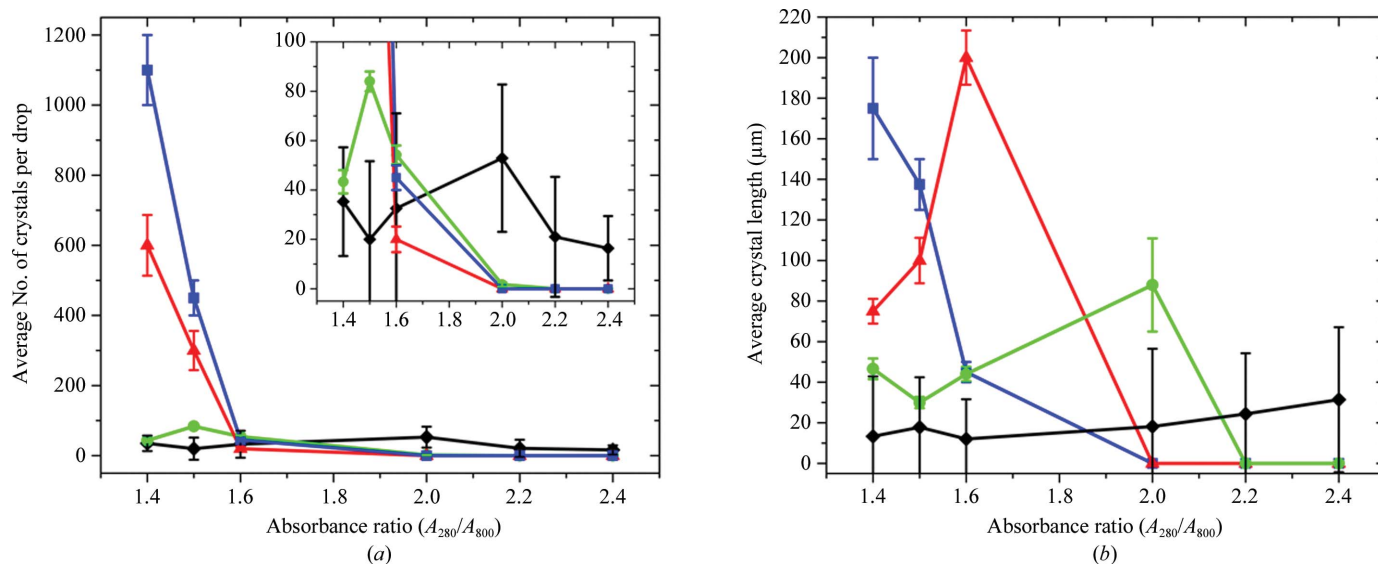 Average No. of crystals per drop
1200
1000
800
600
400
200
0
1.4 1.6 1.8 2.0 2.2 2.4
Absorbance ratio (A280/A800)
(a)
100
80
60
40
20
0
1.4 1.6 1.8 2.0 2.2 2.4
Average crystal length (µm)
220
200
180
160
140
120
100
80
60
40
20
0
1.4 1.6 1.8 2.0 2.2 2.4
Absorbance ratio (A280/A800)
(b)